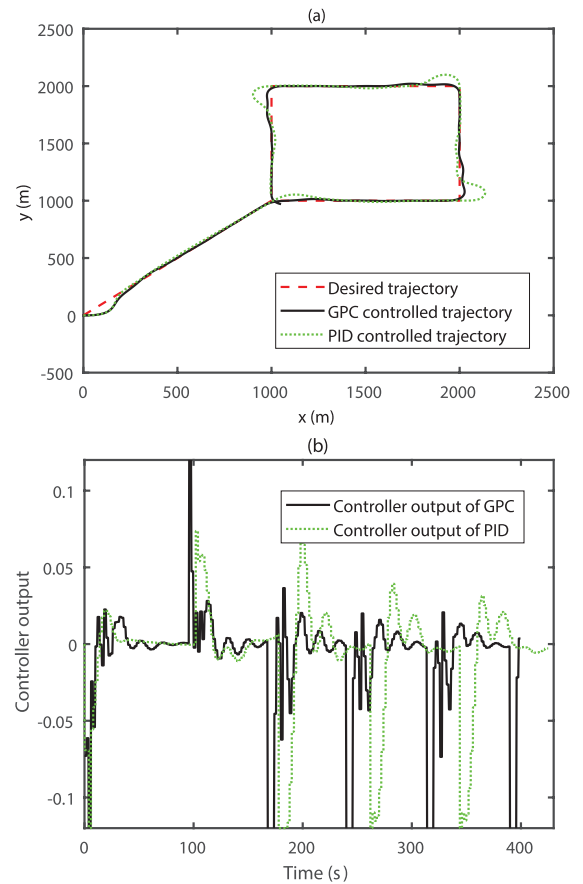 (a)
2500
2000
1500
1000
500
0
-500
y (m)
Desired trajectory
GPC controlled trajectory
PID controlled trajectory
0
500
1000
1500
2000
2500
x (m)
(b)
0.1
0.05
0
-0.05
-0.1
Controller output
Controller output of GPC
Controller output of PID
0
100
200
300
400
Time (s)